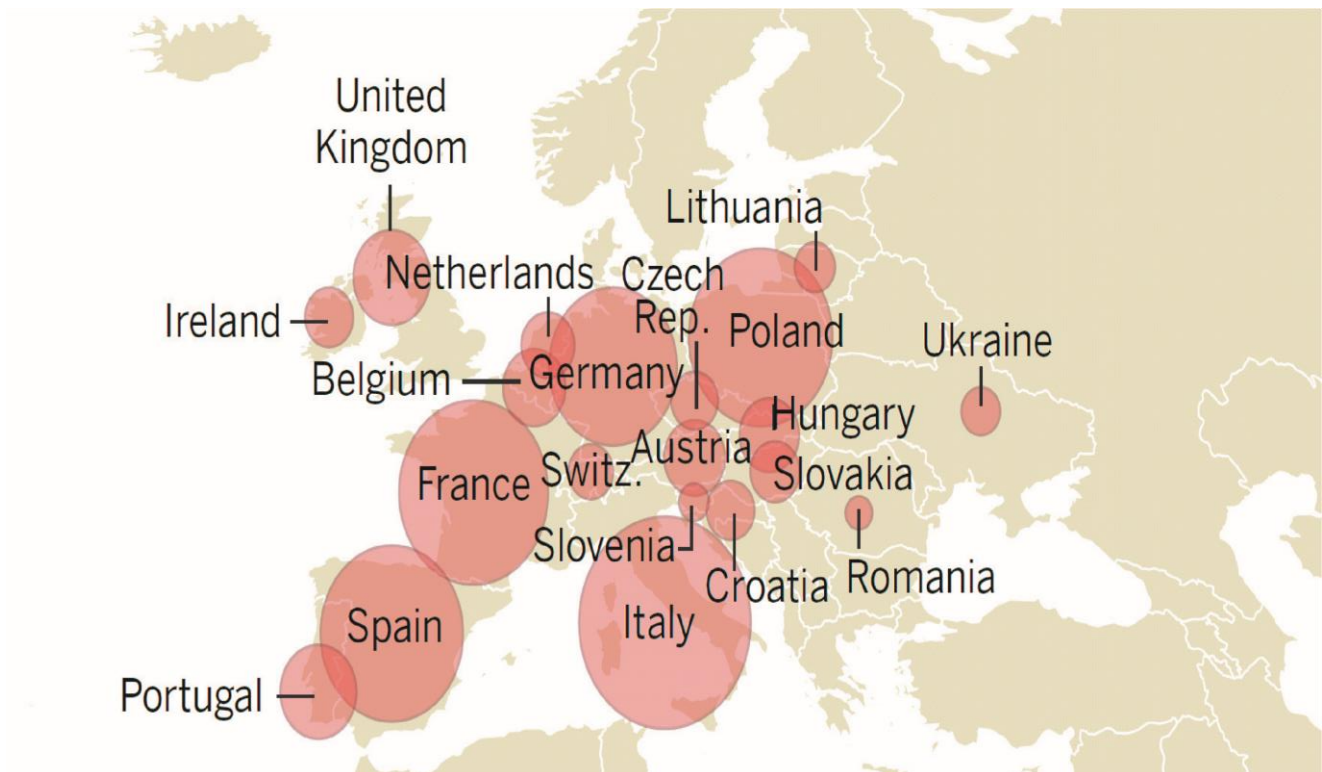 United
Kingdom
Lithuania
Netherlands
Czech
Rep.
Ireland
Poland
Ukraine
Belgium
Germany
Hungary
Austria
France
Switz.
Slovakia
Slovenia
Croatia
Romania
Spain
Italy
Portugal